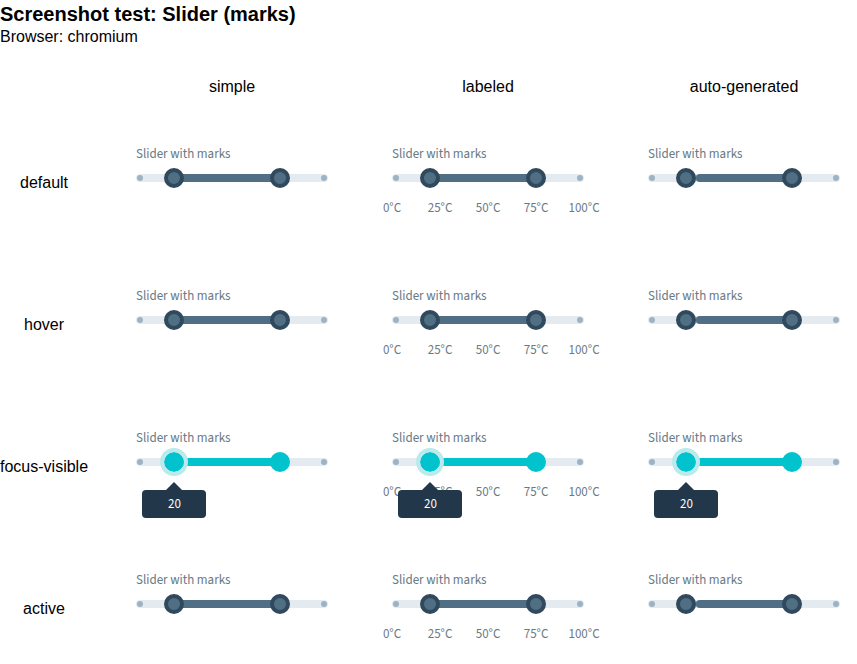 Screenshot test: Slider (marks)
Browser: chromium
simple labeled auto-generated
Slider with marks Slider with marks Slider with marks
default
0°C 25°C 50°C 75°C 100°C
Slider with marks Slider with marks Slider with marks
hover
0°C 25°C 50°C 75°C 100°C
Slider with marks Slider with marks Slider with marks
focus-visible
50°C 75°C 100°C
20 20 20
Slider with marks Slider with marks Slider with marks
active
0°C 25°C 50°C 75°C 100°C